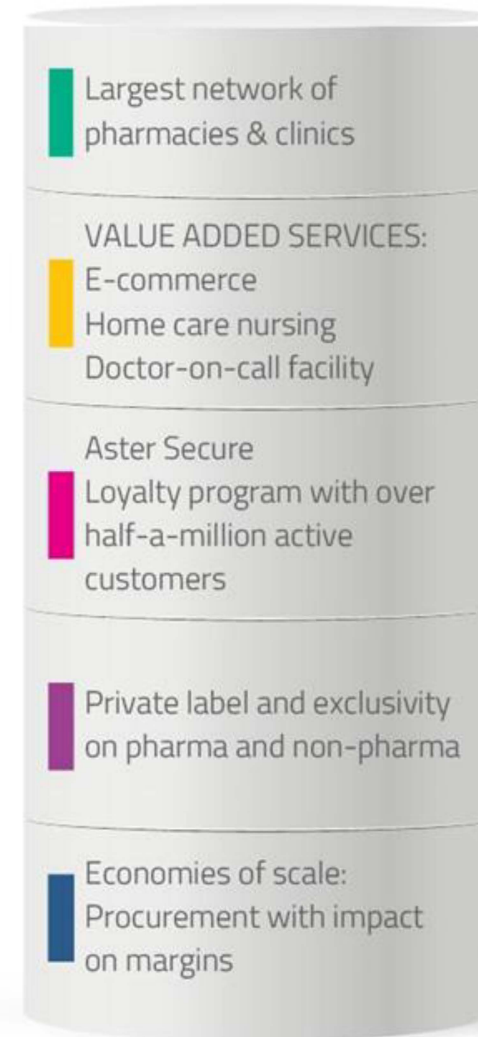 Largest network of
pharmacies & clinics
VALUE ADDED SERVICES:
E-commerce
Home care nursing
Doctor-on-call facility
Aster Secure
Loyalty program with over
half-a-million active
customers
Private label and exclusivity
on pharma and non-pharma
Economies of scale:
Procurement with impact
on margins